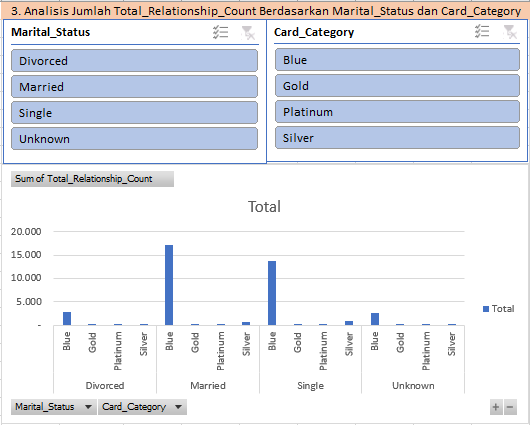 3. Analisis Jumlah Total_Relationship_Count Berdasarkan Marital_Status dan Card_Category
Marital_Status
Divorced
Married
Single
Unknown
Card_Category
Blue
Gold
Platinum
Silver
Sum of Total_Relationship_Count
Total
20.000
15.000
10.000
5.000
-
Blue
Gold
Platinum
Silver
Blue
Gold
Platinum
Silver
Blue
Gold
Platinum
Silver
Blue
Gold
Platinum
Silver
Divorced
Married
Single
Unknown
Total
Marital_Status
Card_Category
+ -